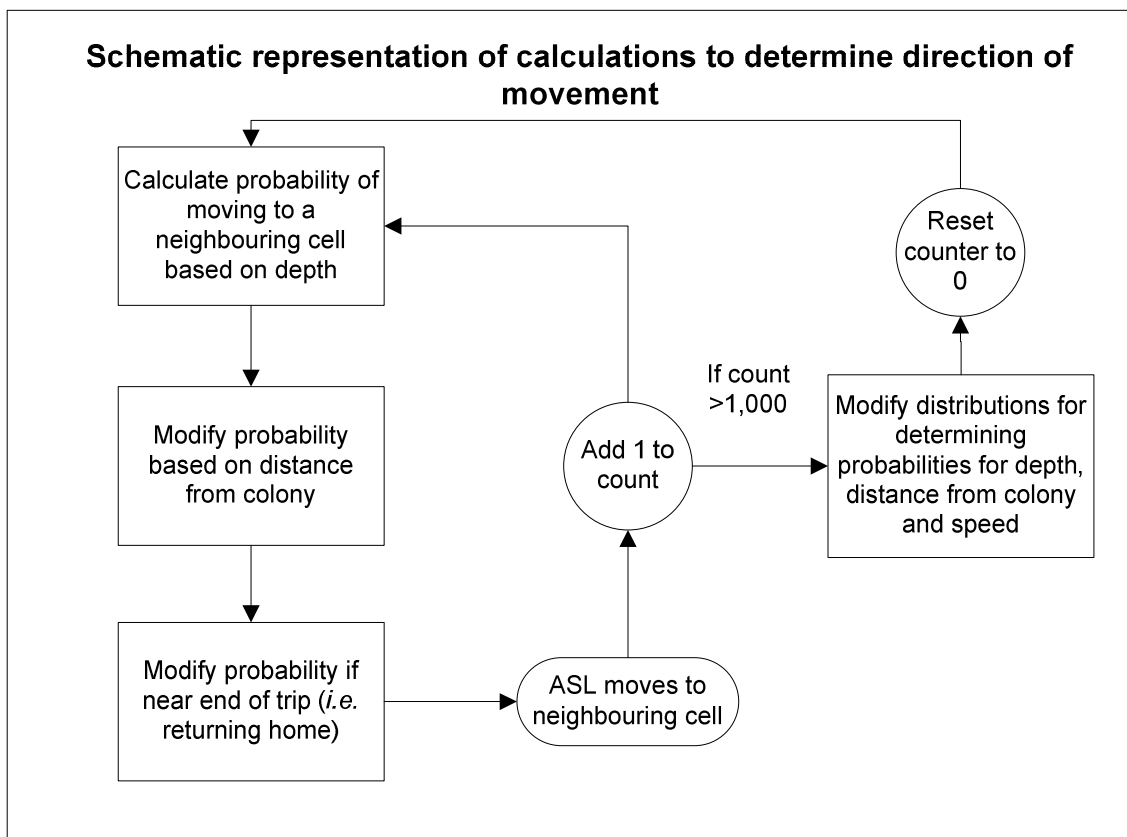 Schematic representation of calculations to determine direction of
movement
Calculate probability of
moving to a
neighbouring cell
based on depth
Modify probability
based on distance
from colony
Modify probability if
near end of trip (i.e.
returning home)
ASL moves to
neighbouring cell
Add 1 to
count
If count
>1,000
Modify distributions for
determining
probabilities for depth,
distance from colony
and speed
Reset
counter to
0